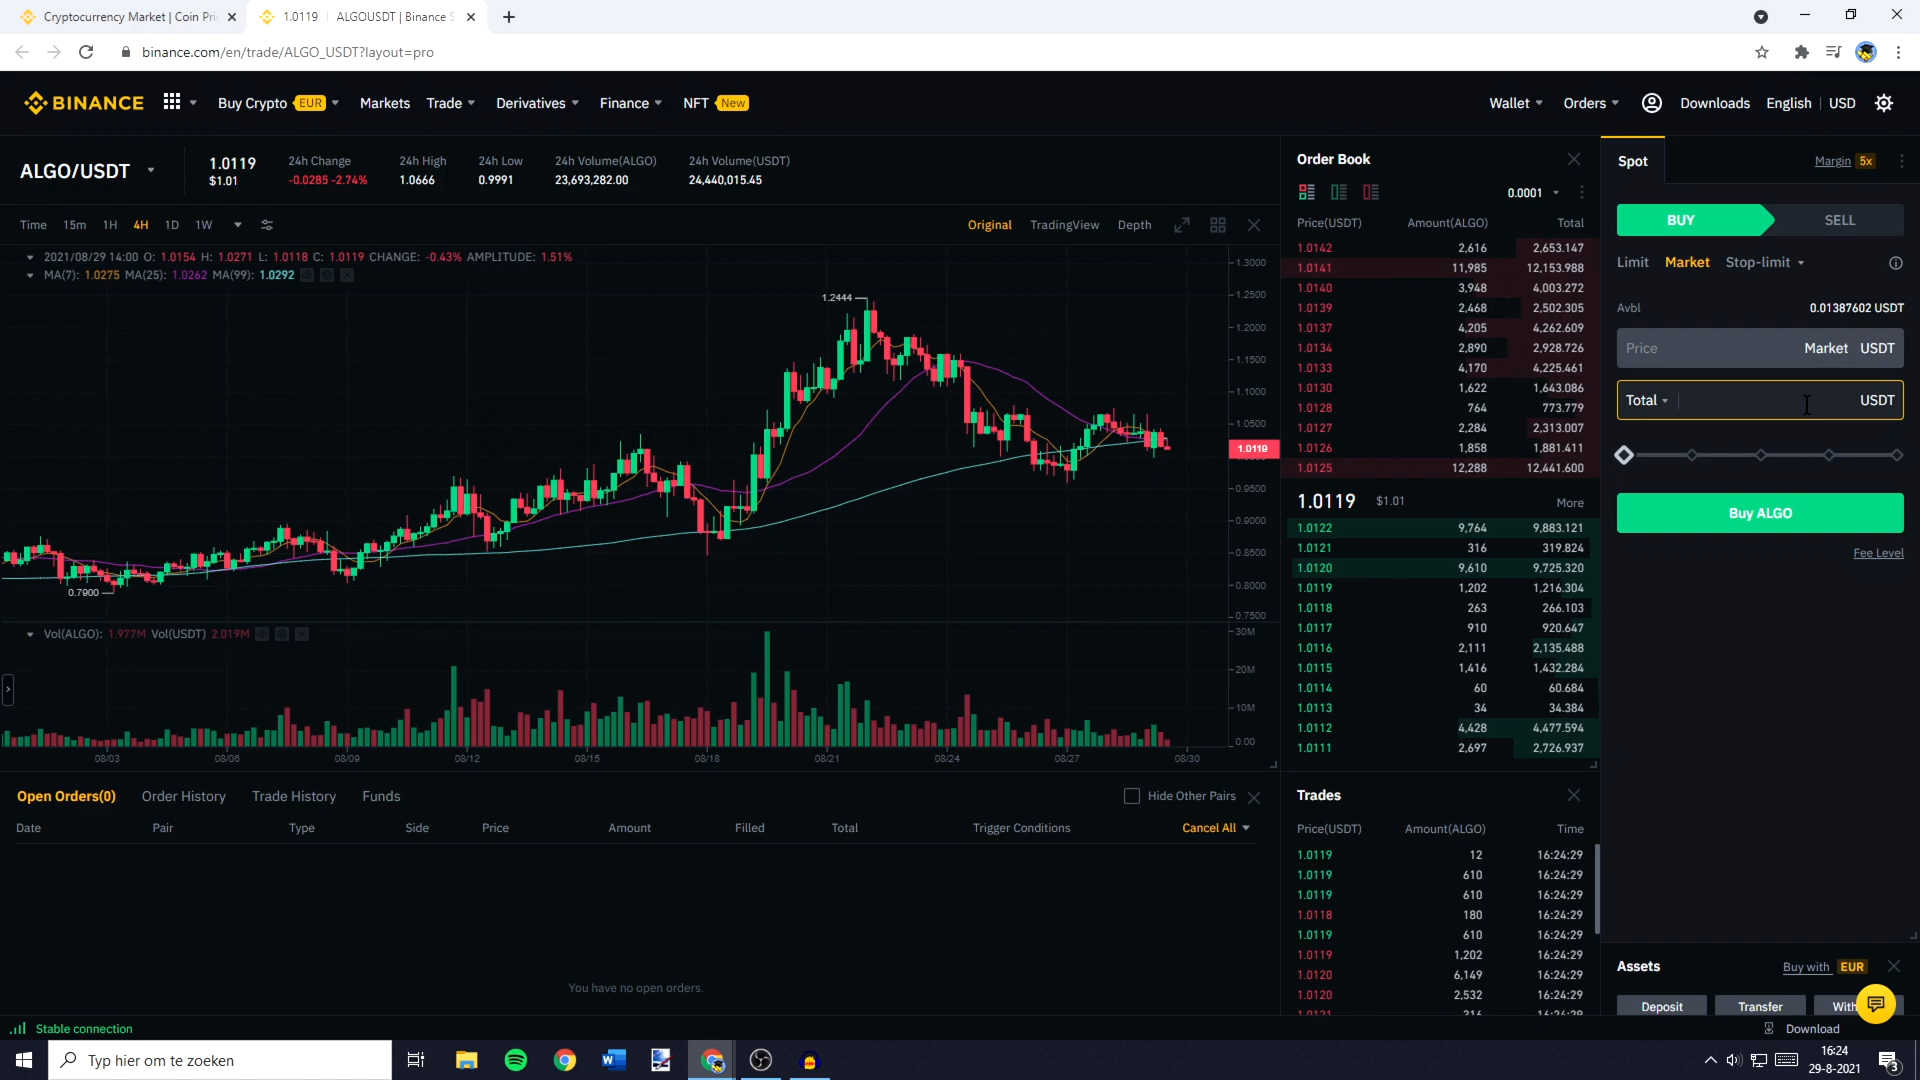 Cryptocurrency Market | Coin Pri
1.0119 ALGOUSDT | Binance S
binance.com/en/trade/ALGO_USDT?layout=pro
BINANCE Buy Crypto EUR Markets Trade Derivatives Finance NFT New Wallet Orders Downloads English USD
ALGO/USDT
1.0119
$1.01
24h Change
-0.0285 -2.74%
24h High
1.0666
24h Low
0.9991
24h Volume(ALGO)
23,693,282.00
24h Volume(USDT)
24,440,015.45
Time 15m 1H 4H 1D 1W Original TradingView Depth
2021/08/29 14:00 O: 1.0154 H: 1.0271 L: 1.0118 C: 1.0119 CHANGE: -0.43% AMPLITUDE: 1.51%
MA(7): 1.0275 MA(25): 1.0262 MA(99): 1.0292
1.2444
0.7900
1.3000
1.2500
1.2000
1.1500
1.1000
1.0500
1.0119
0.9500
0.9000
0.8500
0.8000
0.7500
Vol(ALGO): 1.977M Vol(USDT) 2.019M
30M
20M
10M
0.00
08/03 08/06 08/09 08/12 08/15 08/18 08/21 08/24 08/27 08/30
Order Book
0.0001
Price(USDT) Amount(ALGO) Total
1.0142 2,616 2,653.147
1.0141 11,985 12,153.988
1.0140 3,948 4,003.272
1.0139 2,468 2,502.305
1.0137 4,205 4,262.609
1.0134 2,890 2,928.726
1.0133 4,170 4,225.461
1.0130 1,622 1,643.086
1.0128 764 773.779
1.0127 2,284 2,313.007
1.0126 1,858 1,881.411
1.0125 12,288 12,441.600
1.0119 $1.01 More
1.0122 9,764 9,883.121
1.0121 316 319.824
1.0120 9,610 9,725.320
1.0119 1,202 1,216.304
1.0118 263 266.103
1.0117 910 920.647
1.0116 2,111 2,135.488
1.0115 1,416 1,432.284
1.0114 60 60.684
1.0113 34 34.384
1.0112 4,428 4,477.594
1.0111 2,697 2,726.937
Spot Margin 5x
BUY SELL
Limit Market Stop-limit
Avbl 0.01387602 USDT
Price Market USDT
Total USDT
Buy ALGO
Fee Level
Open Orders(0) Order History Trade History Funds Hide Other Pairs
Date Pair Type Side Price Amount Filled Total Trigger Conditions Cancel All
You have no open orders.
Trades
Price(USDT) Amount(ALGO) Time
1.0119 12 16:24:29
1.0119 610 16:24:29
1.0119 610 16:24:29
1.0118 180 16:24:29
1.0119 610 16:24:29
1.0119 1,202 16:24:29
1.0120 6,149 16:24:29
1.0120 2,532 16:24:29
1.0121 316 16:24:29
Assets Buy with EUR
Deposit Transfer With
Stable connection
Download
Typ hier om te zoeken
16:24
29-8-2021
3